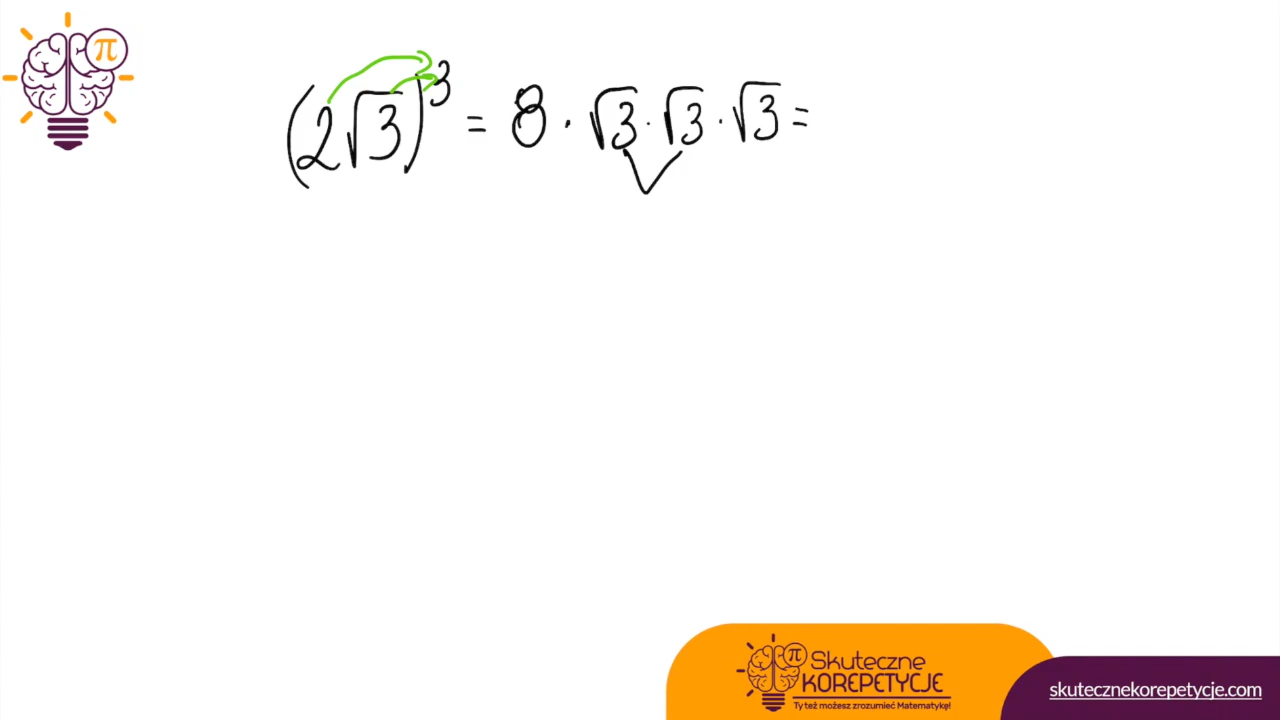 (2√3)³ = 8 · √3 · √3 · √3 =
π
π
Skuteczne
KOREPETYCJE
Ty też możesz zrozumieć Matematykę!
skutecznekorepetycje.com